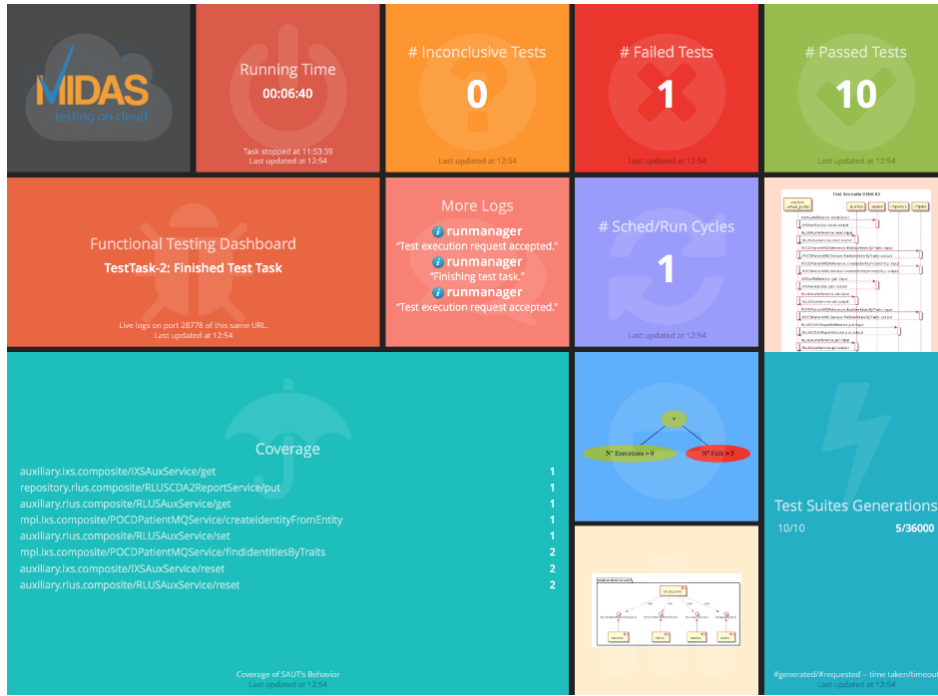 MIDAS
testing on cloud
Running Time
00:06:40
Task stopped at 11:53:39
Last updated at 12:54
# Inconclusive Tests
0
Last updated at 12:54
# Failed Tests
1
Last updated at 12:54
# Passed Tests
10
Last updated at 12:54
Functional Testing Dashboard
TestTask-2: Finished Test Task
Live logs on port 28778 of this same URL.
Last updated at 12:54
More Logs
runmanager
"Test execution request accepted."
runmanager
"Finishing test task."
runmanager
"Test execution request accepted."
# Sched/Run Cycles
1
Last updated at 12:54
Coverage
auxiliary.ixs.composite/IXSAuxService/get 1
repository.rlus.composite/RLUSCDA2ReportService/put 1
auxiliary.rlus.composite/RLUSAuxService/get 1
mpi.ixs.composite/POCDPatientMQService/createIdentityFromEntity 1
auxiliary.rlus.composite/RLUSAuxService/set 1
mpi.ixs.composite/POCDPatientMQService/findIdentitiesByTraits 2
auxiliary.ixs.composite/IXSAuxService/reset 2
auxiliary.rlus.composite/RLUSAuxService/reset 2
Coverage of SAUT's Behavior
Last updated at 12:54
N° Executions > 0
N° Fails > 5
Test Suites Generations
10/10 5/36000
#generated/#requested -- time taken/timeout
Last updated at 12:54